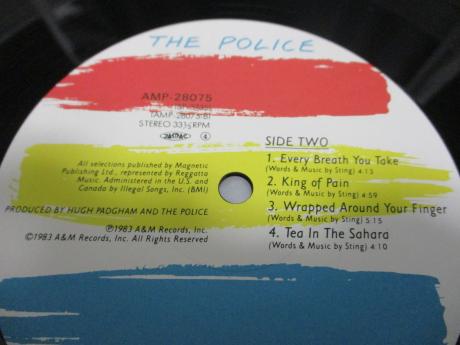 THE POLICE
AMP-28075
STEREO 33⅓RPM
4
SIDE TWO
1. Every Breath You Take
(Words & Music by Sting) 4:13
2. King of Pain
(Words & Music by Sting) 4:59
3. Wrapped Around Your Finger
(Words & Music by Sting) 5:15
4. Tea In The Sahara
(Words & Music by Sting) 4:10
All selections published by Magnetic
Publishing Ltd., represented by Reggatta
Music. Administered in the U.S. and
Canada by Illegal Songs, Inc. (BMI)
PRODUCED BY HUGH PADGHAM AND THE POLICE
℗1983 A&M Records, Inc.
©1983 A&M Records, Inc. All Rights Reserved